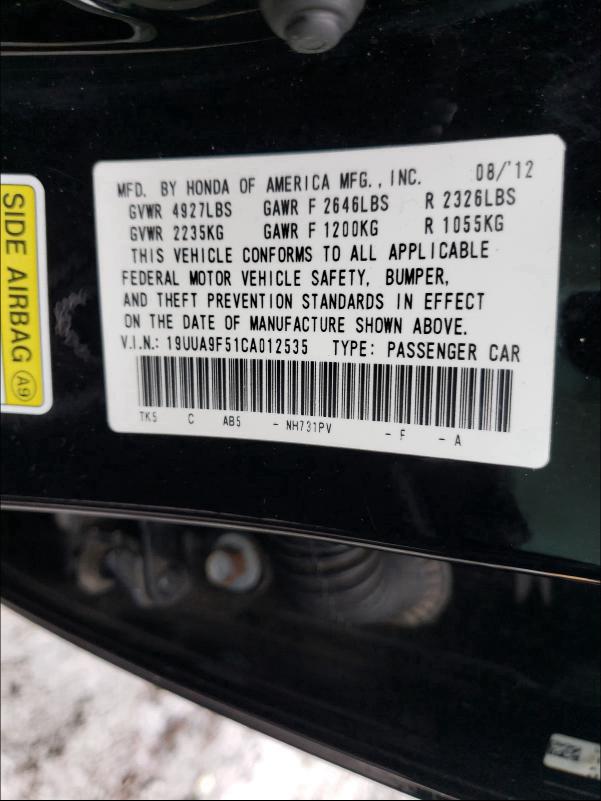 MFD. BY HONDA OF AMERICA MFG., INC. 08/'12
GVWR 4927LBS GAWR F 2646LBS R 2326LBS
GVWR 2235KG GAWR F 1200KG R 1055KG
THIS VEHICLE CONFORMS TO ALL APPLICABLE
FEDERAL MOTOR VEHICLE SAFETY, BUMPER,
AND THEFT PREVENTION STANDARDS IN EFFECT
ON THE DATE OF MANUFACTURE SHOWN ABOVE.
V.I.N.: 19UUA9F51CA012535 TYPE: PASSENGER CAR
TK5 C AB5 - NH731PV - F - A
SIDE AIRBAG A9